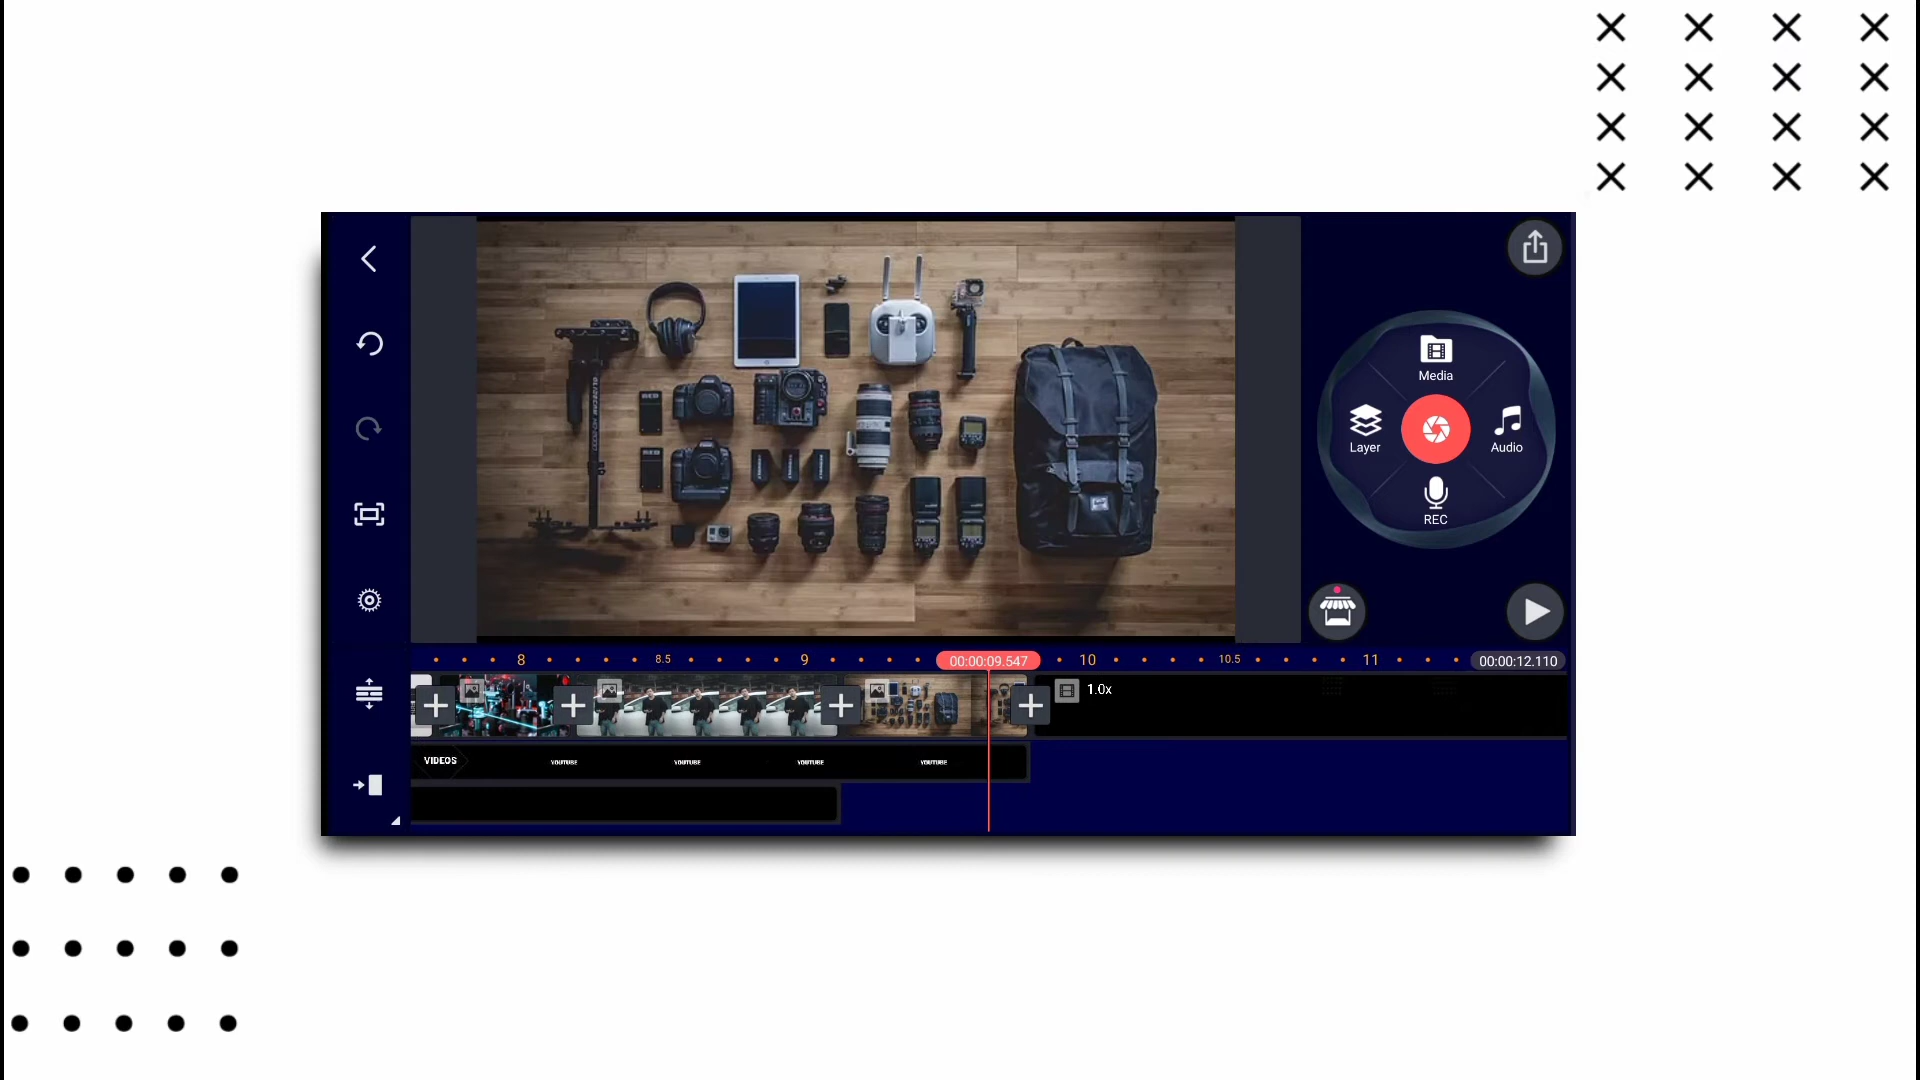 Media
Layer
Audio
REC
8
8.5
9
00:00:09.547
10
10.5
11
00:00:12.110
1.0x
VIDEOS
YOUTUBE
YOUTUBE
YOUTUBE
YOUTUBE